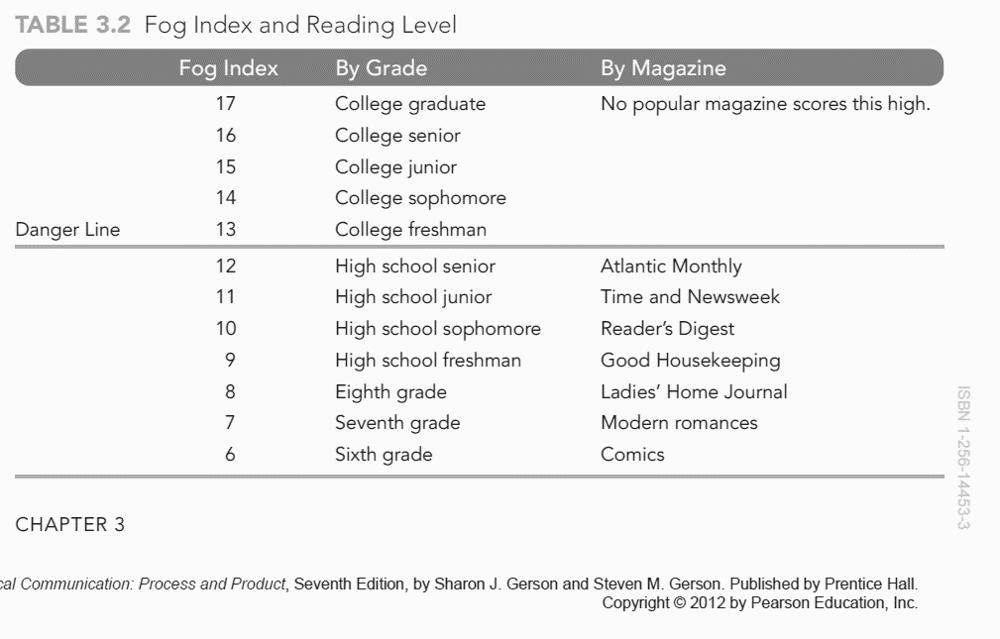 TABLE 3.2 Fog Index and Reading Level
Fog Index By Grade By Magazine
17 College graduate No popular magazine scores this high.
16 College senior
15 College junior
14 College sophomore
Danger Line 13 College freshman
12 High school senior Atlantic Monthly
11 High school junior Time and Newsweek
10 High school sophomore Reader's Digest
9 High school freshman Good Housekeeping
8 Eighth grade Ladies' Home Journal
7 Seventh grade Modern romances
6 Sixth grade Comics
ISBN 1-256-14453-3
CHAPTER 3
Communication: Process and Product, Seventh Edition, by Sharon J. Gerson and Steven M. Gerson. Published by Prentice Hall.
Copyright © 2012 by Pearson Education, Inc.